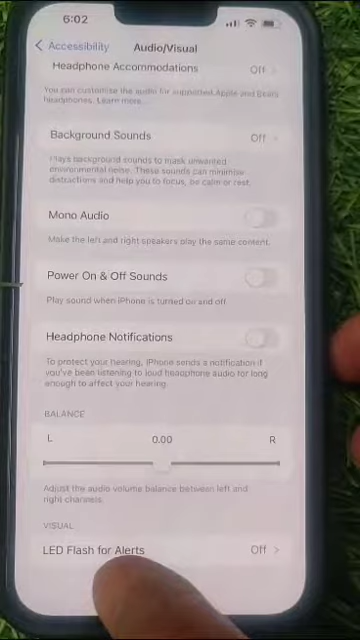 6:02
Accessibility Audio/Visual
Headphone Accommodations Off
You can customise the audio for supported Apple and Beats
headphones. Learn more...
Background Sounds Off
Plays background sounds to mask unwanted
environmental noise. These sounds can minimise
distractions and help you to focus, be calm or rest.
Mono Audio
Make the left and right speakers play the same content.
Power On & Off Sounds
Play sound when iPhone is turned on and off.
Headphone Notifications
To protect your hearing, iPhone sends a notification if
you've been listening to loud headphone audio for long
enough to affect your hearing.
BALANCE
L 0.00 R
Adjust the audio volume balance between left and
right channels.
VISUAL
LED Flash for Alerts Off